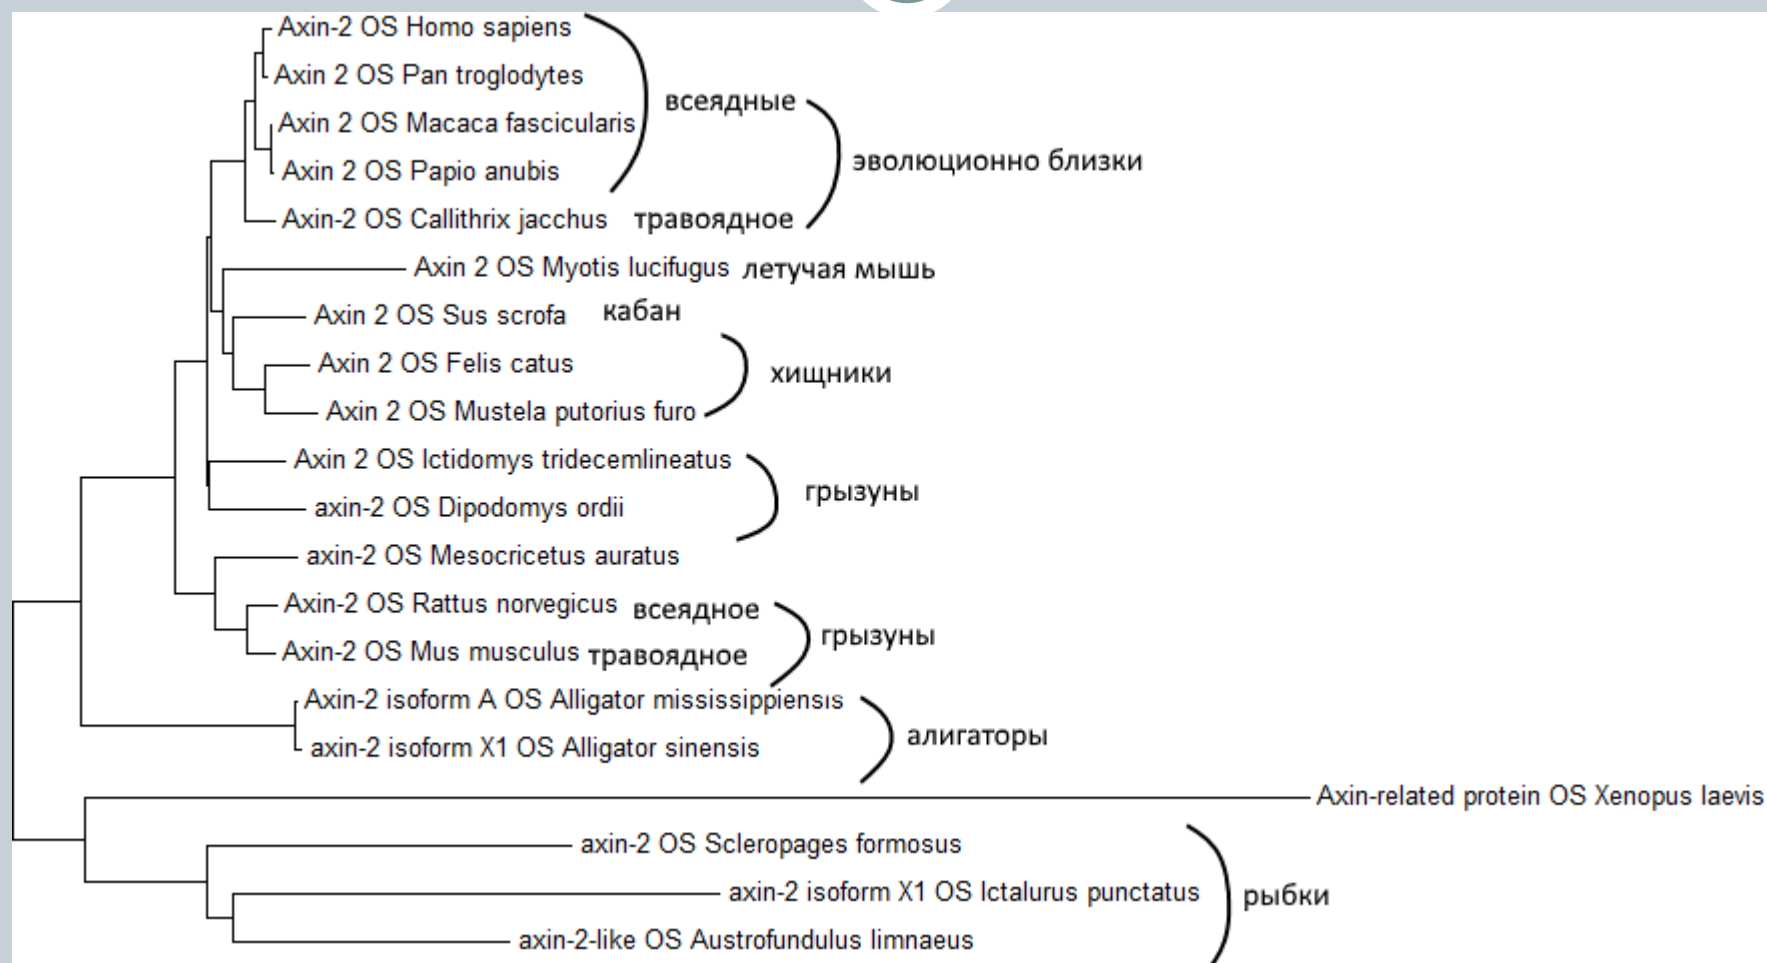 Axin-2 OS Homo sapiens
Axin 2 OS Pan troglodytes
всеядные
Axin 2 OS Macaca fascicularis
эволюционно близки
Axin 2 OS Papio anubis
Axin-2 OS Callithrix jacchus травоядное
Axin 2 OS Myotis lucifugus летучая мышь
Axin 2 OS Sus scrofa кабан
Axin 2 OS Felis catus
хищники
Axin 2 OS Mustela putorius furo
Axin 2 OS Ictidomys tridecemlineatus
грызуны
axin-2 OS Dipodomys ordii
axin-2 OS Mesocricetus auratus
Axin-2 OS Rattus norvegicus всеядное
грызуны
Axin-2 OS Mus musculus травоядное
Axin-2 isoform A OS Alligator mississippiensis
алигаторы
axin-2 isoform X1 OS Alligator sinensis
Axin-related protein OS Xenopus laevis
axin-2 OS Scleropages formosus
axin-2 isoform X1 OS Ictalurus punctatus
рыбки
axin-2-like OS Austrofundulus limnaeus